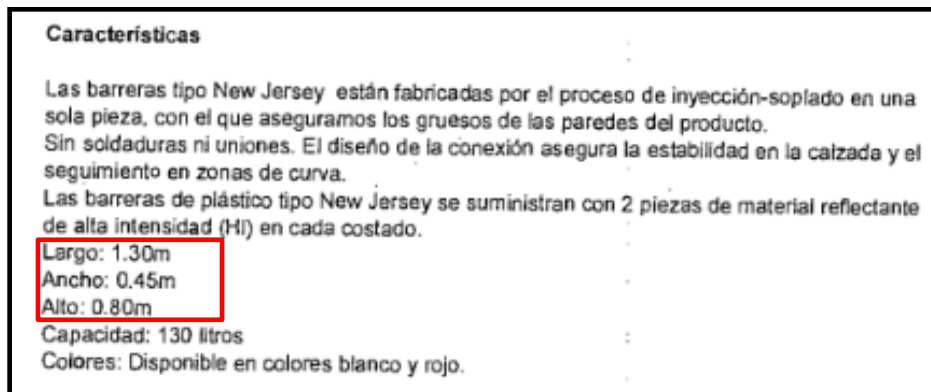 Características
Las barreras tipo New Jersey están fabricadas por el proceso de inyección-soplado en una
sola pieza, con el que aseguramos los gruesos de las paredes del producto.
Sin soldaduras ni uniones. El diseño de la conexión asegura la estabilidad en la calzada y el
seguimiento en zonas de curva.
Las barreras de plástico tipo New Jersey se suministran con 2 piezas de material reflectante
de alta intensidad (HI) en cada costado.
Largo: 1.30m
Ancho: 0.45m
Alto: 0.80m
Capacidad: 130 litros
Colores: Disponible en colores blanco y rojo.